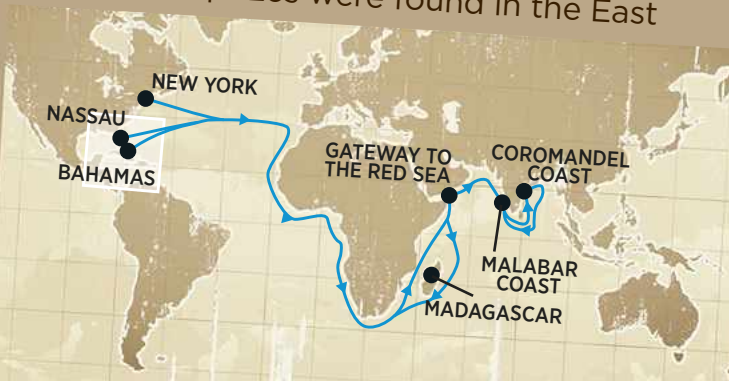 were found in the East
NEW YORK
NASSAU
BAHAMAS
GATEWAY TO
THE RED SEA
COROMANDEL
COAST
MALABAR
COAST
MADAGASCAR